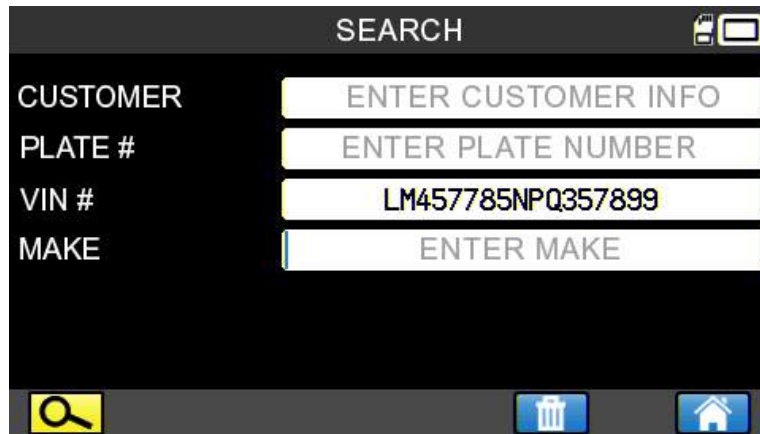 SEARCH
CUSTOMER ENTER CUSTOMER INFO
PLATE # ENTER PLATE NUMBER
VIN # LM457785NPQ357899
MAKE ENTER MAKE